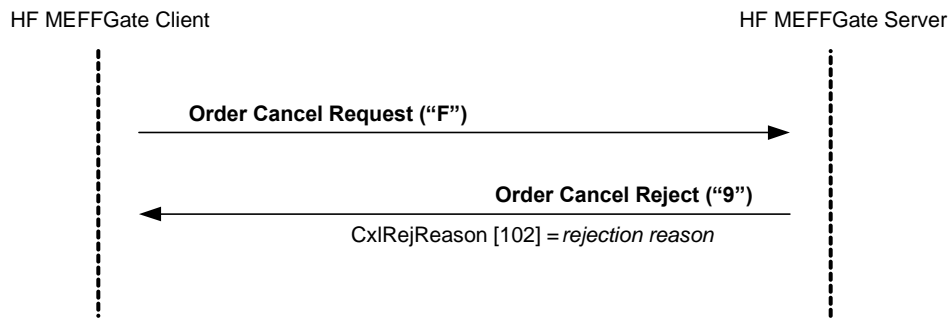 HF MEFFGate Client
HF MEFFGate Server
Order Cancel Request (“F”)
Order Cancel Reject (“9”)
CxlRejReason [102] = rejection reason